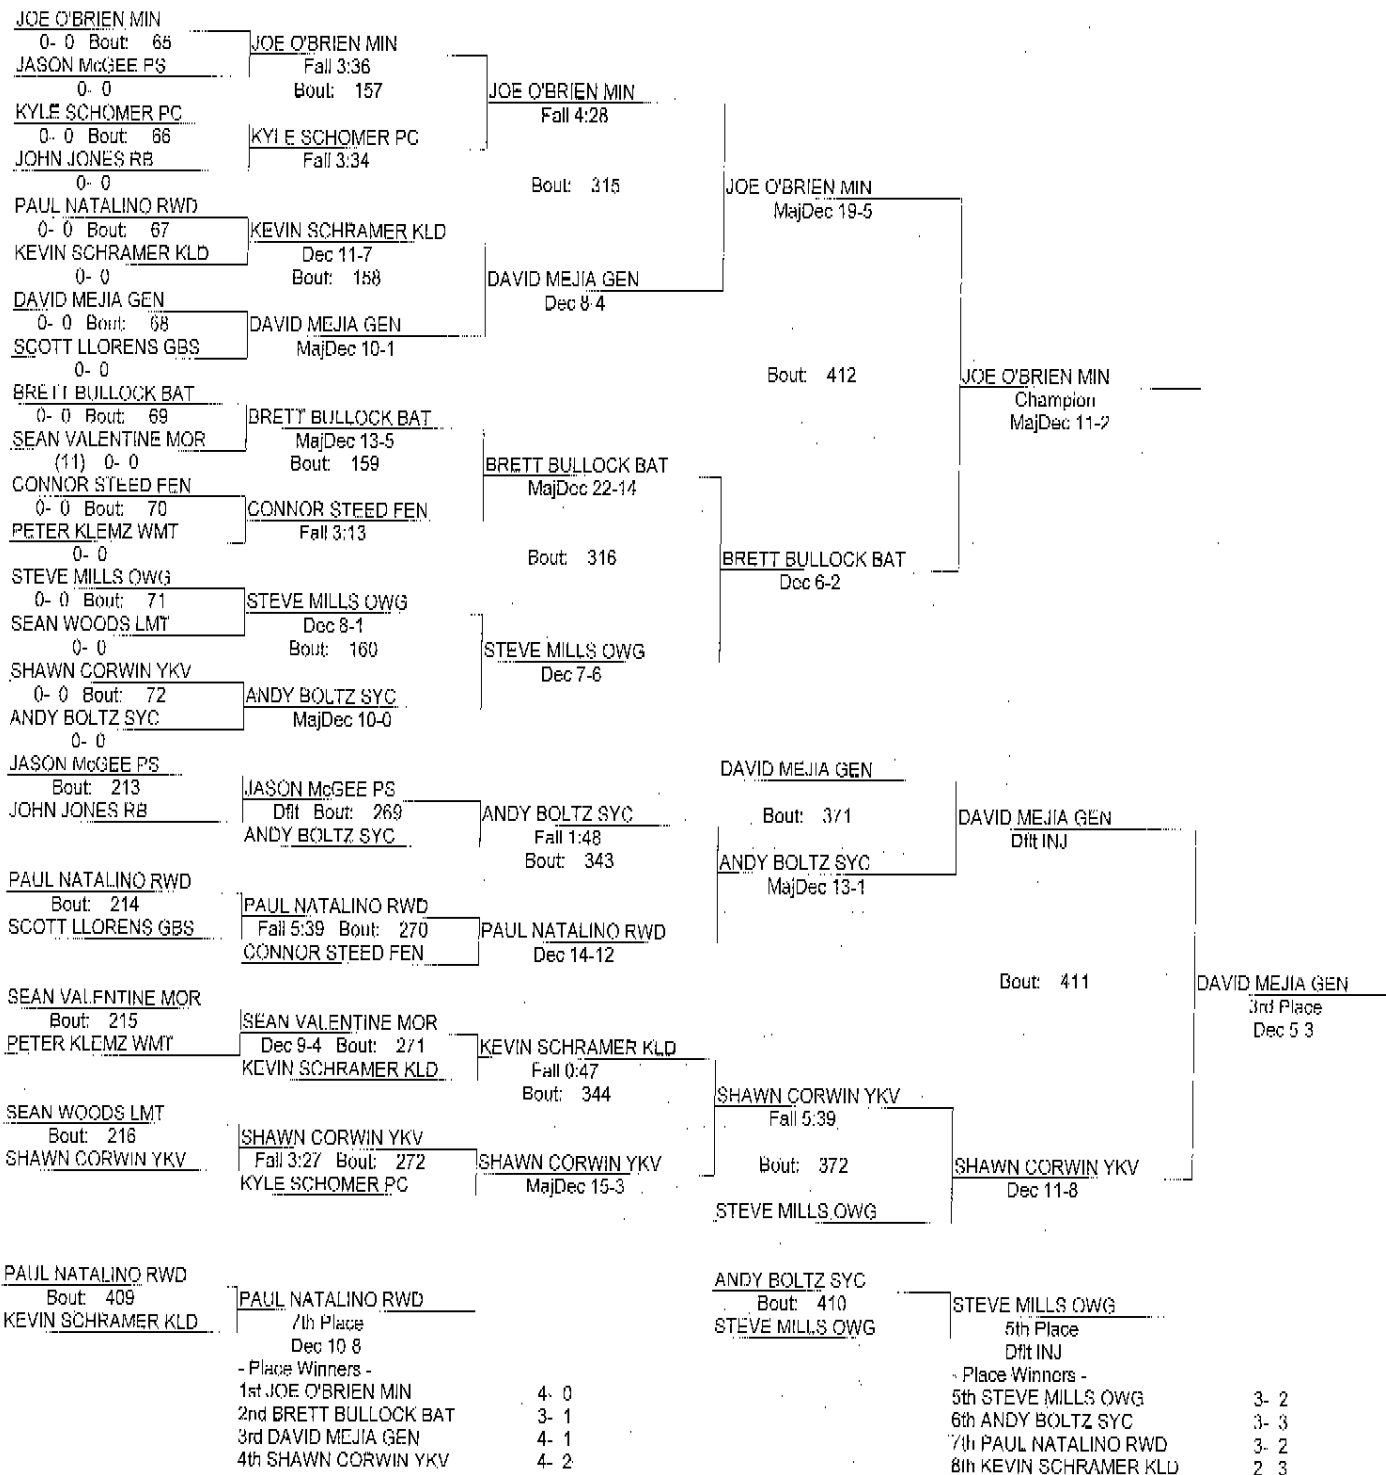 JOE O'BRIEN MIN
0- 0 Bout: 65
JASON McGEE PS
0- 0
KYLE SCHOMER PC
0- 0 Bout: 66
JOHN JONES RB
0- 0
PAUL NATALINO RWD
0- 0 Bout: 67
KEVIN SCHRAMER KLD
0- 0
DAVID MEJIA GEN
0- 0 Bout: 68
SCOTT LLORENS GBS
0- 0
BRETT BULLOCK BAT
0- 0 Bout: 69
SEAN VALENTINE MOR
(11) 0- 0
CONNOR STEED FEN
0- 0 Bout: 70
PETER KLEMZ WMT
0- 0
STEVE MILLS OWG
0- 0 Bout: 71
SEAN WOODS LMT
0- 0
SHAWN CORWIN YKV
0- 0 Bout: 72
ANDY BOLTZ SYC
0- 0
JOE O'BRIEN MIN
Fall 3:36
Bout: 157
KYLE SCHOMER PC
Fall 3:34
KEVIN SCHRAMER KLD
Dec 11-7
Bout: 158
DAVID MEJIA GEN
MajDec 10-1
BRETT BULLOCK BAT
MajDec 13-5
Bout: 159
CONNOR STEED FEN
Fall 3:13
STEVE MILLS OWG
Dec 8-1
Bout: 160
ANDY BOLTZ SYC
MajDec 10-0
JOE O'BRIEN MIN
Fall 4:28
Bout: 315
DAVID MEJIA GEN
Dec 8-4
BRETT BULLOCK BAT
MajDec 22-14
Bout: 316
STEVE MILLS OWG
Dec 7-6
JOE O'BRIEN MIN
MajDec 19-5
Bout: 412
BRETT BULLOCK BAT
Dec 6-2
JOE O'BRIEN MIN
Champion
MajDec 11-2
JASON McGEE PS
Bout: 213
JOHN JONES RB
PAUL NATALINO RWD
Bout: 214
SCOTT LLORENS GBS
SEAN VALENTINE MOR
Bout: 215
PETER KLEMZ WMT
SEAN WOODS LMT
Bout: 216
SHAWN CORWIN YKV
JASON McGEE PS
Dflt Bout: 269
ANDY BOLTZ SYC
PAUL NATALINO RWD
Fall 5:39 Bout: 270
CONNOR STEED FEN
SEAN VALENTINE MOR
Dec 9-4 Bout: 271
KEVIN SCHRAMER KLD
SHAWN CORWIN YKV
Fall 3:27 Bout: 272
KYLE SCHOMER PC
ANDY BOLTZ SYC
Fall 1:48
Bout: 343
PAUL NATALINO RWD
Dec 14-12
KEVIN SCHRAMER KLD
Fall 0:47
Bout: 344
SHAWN CORWIN YKV
MajDec 15-3
DAVID MEJIA GEN
Bout: 371
ANDY BOLTZ SYC
MajDec 13-1
SHAWN CORWIN YKV
Fall 5:39
Bout: 372
STEVE MILLS OWG
DAVID MEJIA GEN
Dflt INJ
Bout: 411
SHAWN CORWIN YKV
Dec 11-8
DAVID MEJIA GEN
3rd Place
Dec 5-3
PAUL NATALINO RWD
Bout: 409
KEVIN SCHRAMER KLD
PAUL NATALINO RWD
7th Place
Dec 10-8
ANDY BOLTZ SYC
Bout: 410
STEVE MILLS OWG
STEVE MILLS OWG
5th Place
Dflt INJ
- Place Winners -
1st JOE O'BRIEN MIN 4- 0
2nd BRETT BULLOCK BAT 3- 1
3rd DAVID MEJIA GEN 4- 1
4th SHAWN CORWIN YKV 4- 2
- Place Winners -
5th STEVE MILLS OWG 3- 2
6th ANDY BOLTZ SYC 3- 3
7th PAUL NATALINO RWD 3- 2
8th KEVIN SCHRAMER KLD 2 3